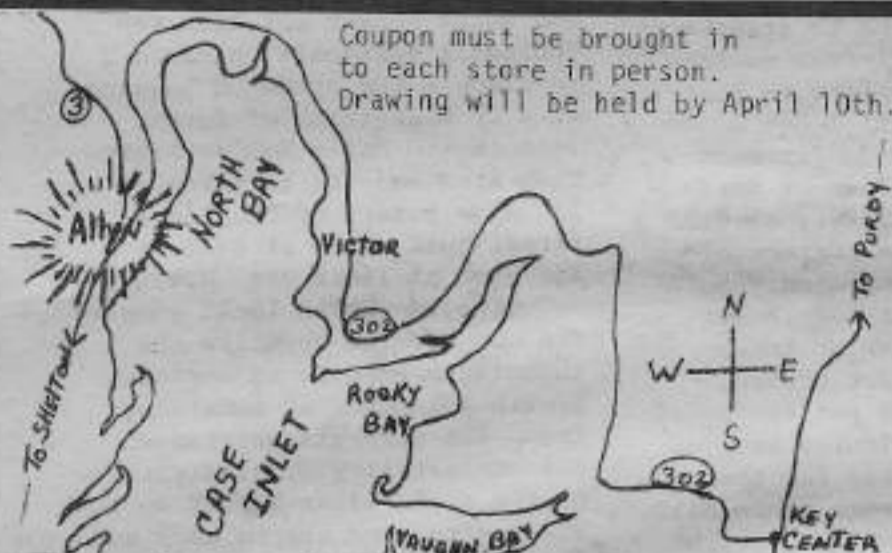 Coupon must be brought in
to each store in person.
Drawing will be held by April 10th
3
Allyn
NORTH
BAY
VICTOR
302
ROCKY
BAY
N
W E
S
TO PURDY
TO SHELTON
CASE
INLET
302
KEY
CENTER
VAUGHN BAY